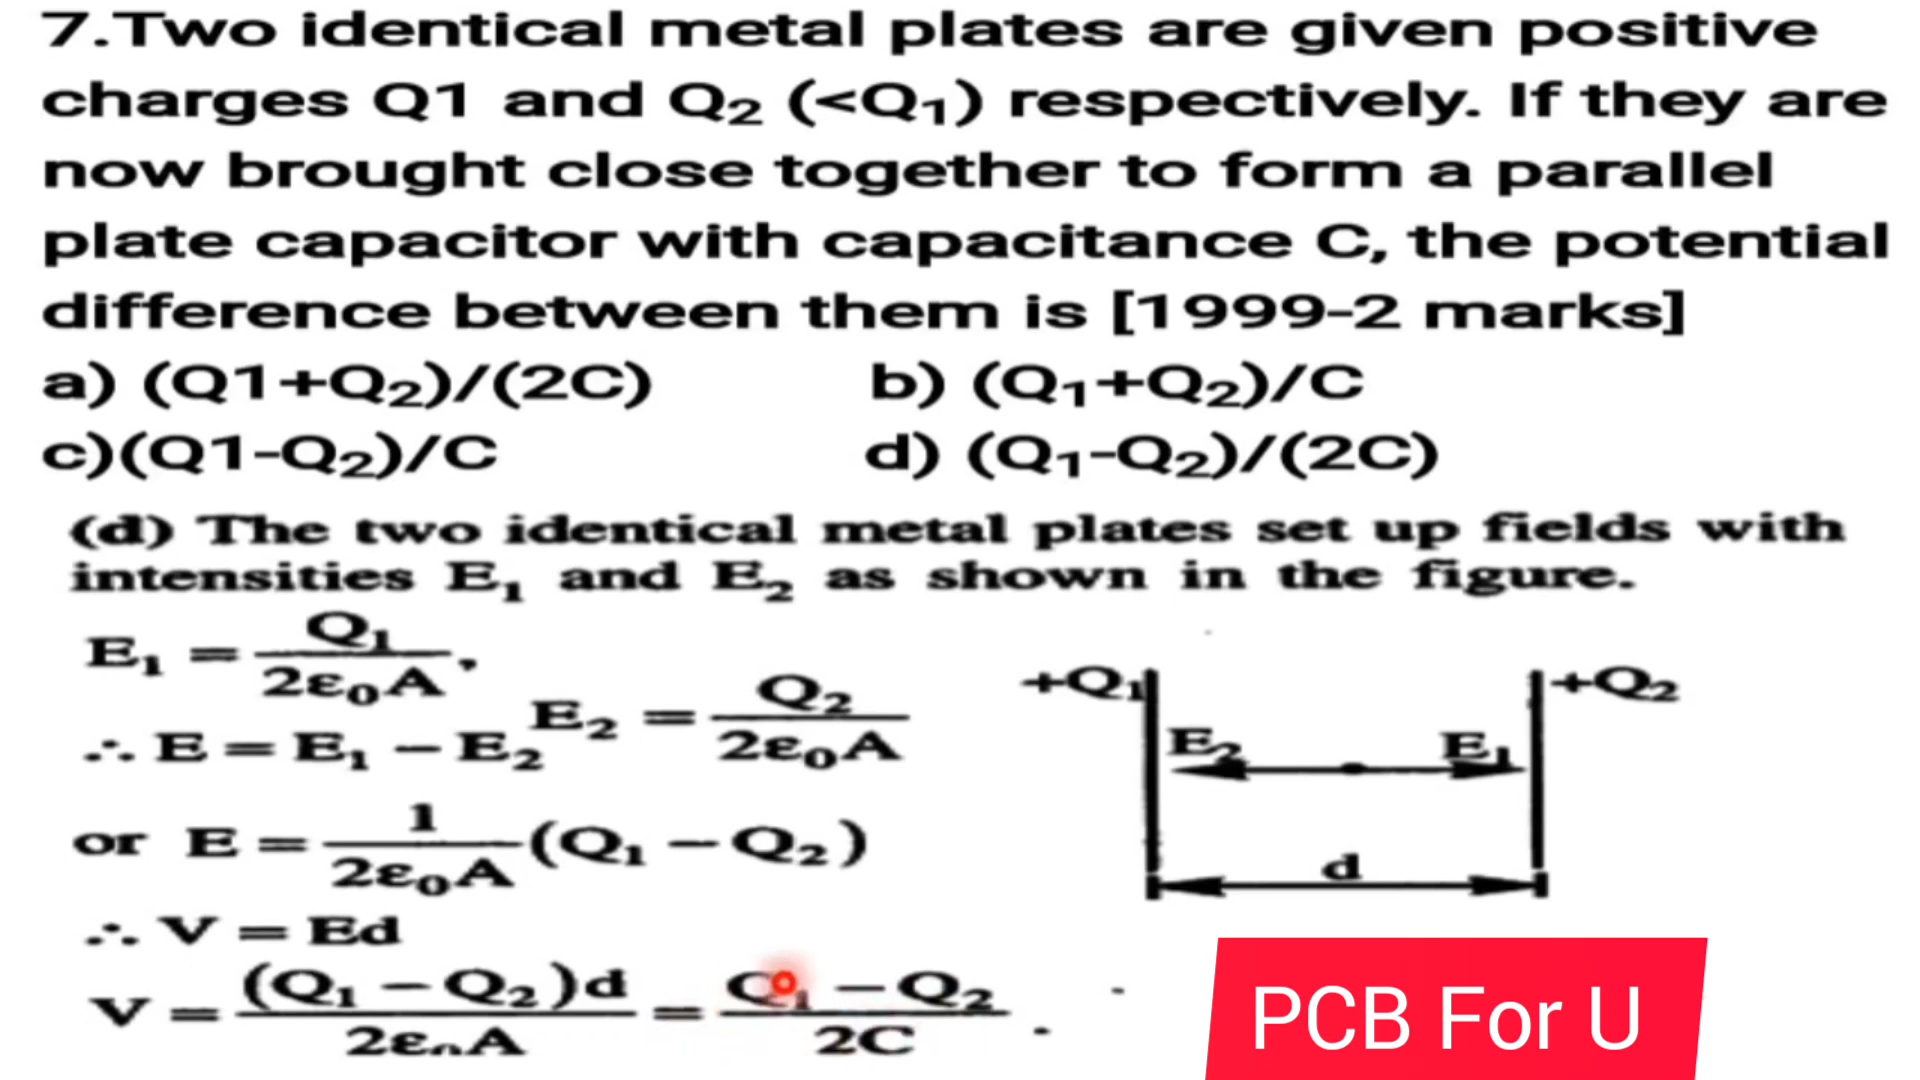 7.Two identical metal plates are given positive
charges Q1 and Q₂ (<Q₁) respectively. If they are
now brought close together to form a parallel
plate capacitor with capacitance C, the potential
difference between them is [1999-2 marks]
a) (Q1+Q₂)/(2C) b) (Q₁+Q₂)/C
c)(Q1-Q₂)/C d) (Q₁-Q₂)/(2C)
(d) The two identical metal plates set up fields with
intensities E₁ and E₂ as shown in the figure.
E₁ = Q₁/2ε₀A,
E₂ = Q₂/2ε₀A
∴ E = E₁ − E₂
or E = 1/2ε₀A (Q₁ − Q₂)
∴ V = Ed
V = (Q₁ − Q₂)d/2ε₀A = Q₁ − Q₂/2C .
+Q₁ +Q₂
E₂ E₁
d
PCB For U